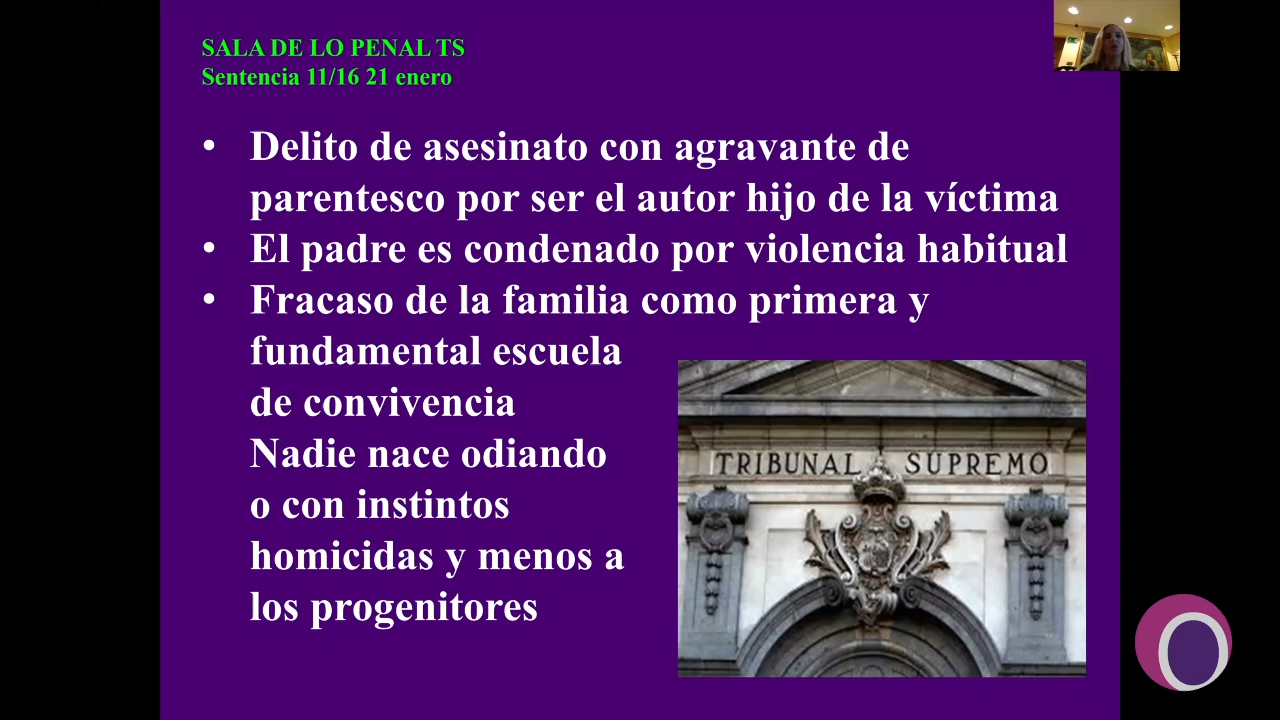 SALA DE LO PENAL TS
Sentencia 11/16 21 enero
• Delito de asesinato con agravante de
parentesco por ser el autor hijo de la víctima
• El padre es condenado por violencia habitual
• Fracaso de la familia como primera y
fundamental escuela
de convivencia
Nadie nace odiando
o con instintos
homicidas y menos a
los progenitores
TRIBUNAL SUPREMO